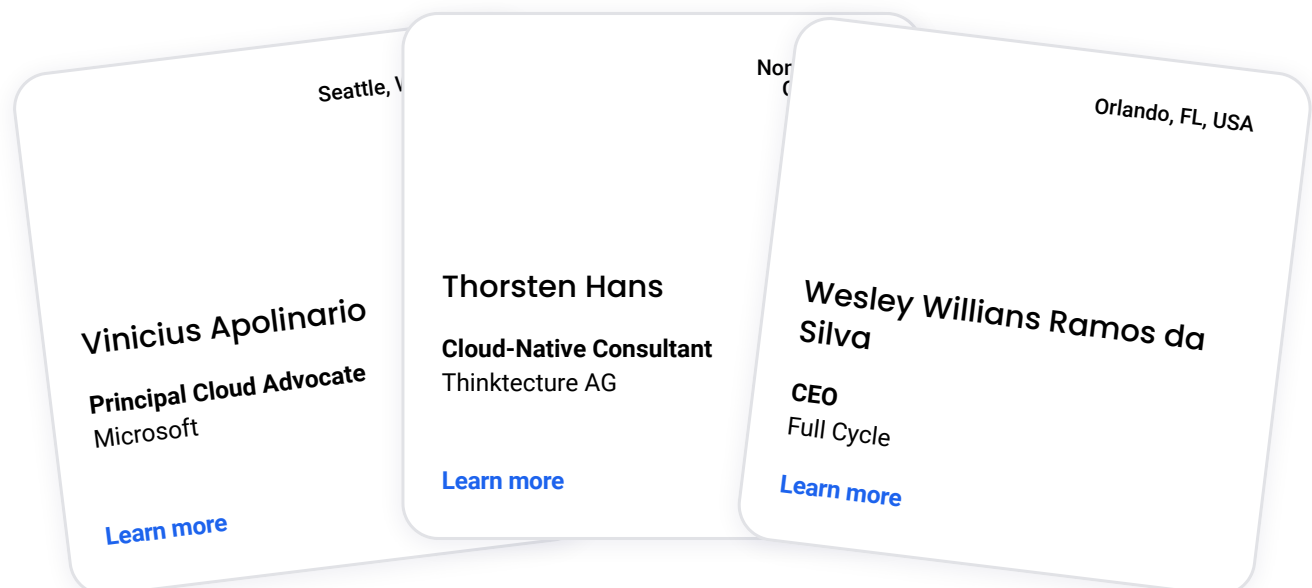 Seattle,
Vinicius Apolinario
Principal Cloud Advocate
Microsoft
Learn more
Thorsten Hans
Cloud-Native Consultant
Thinktecture AG
Learn more
Orlando, FL, USA
Wesley Willians Ramos da
Silva
CEO
Full Cycle
Learn more